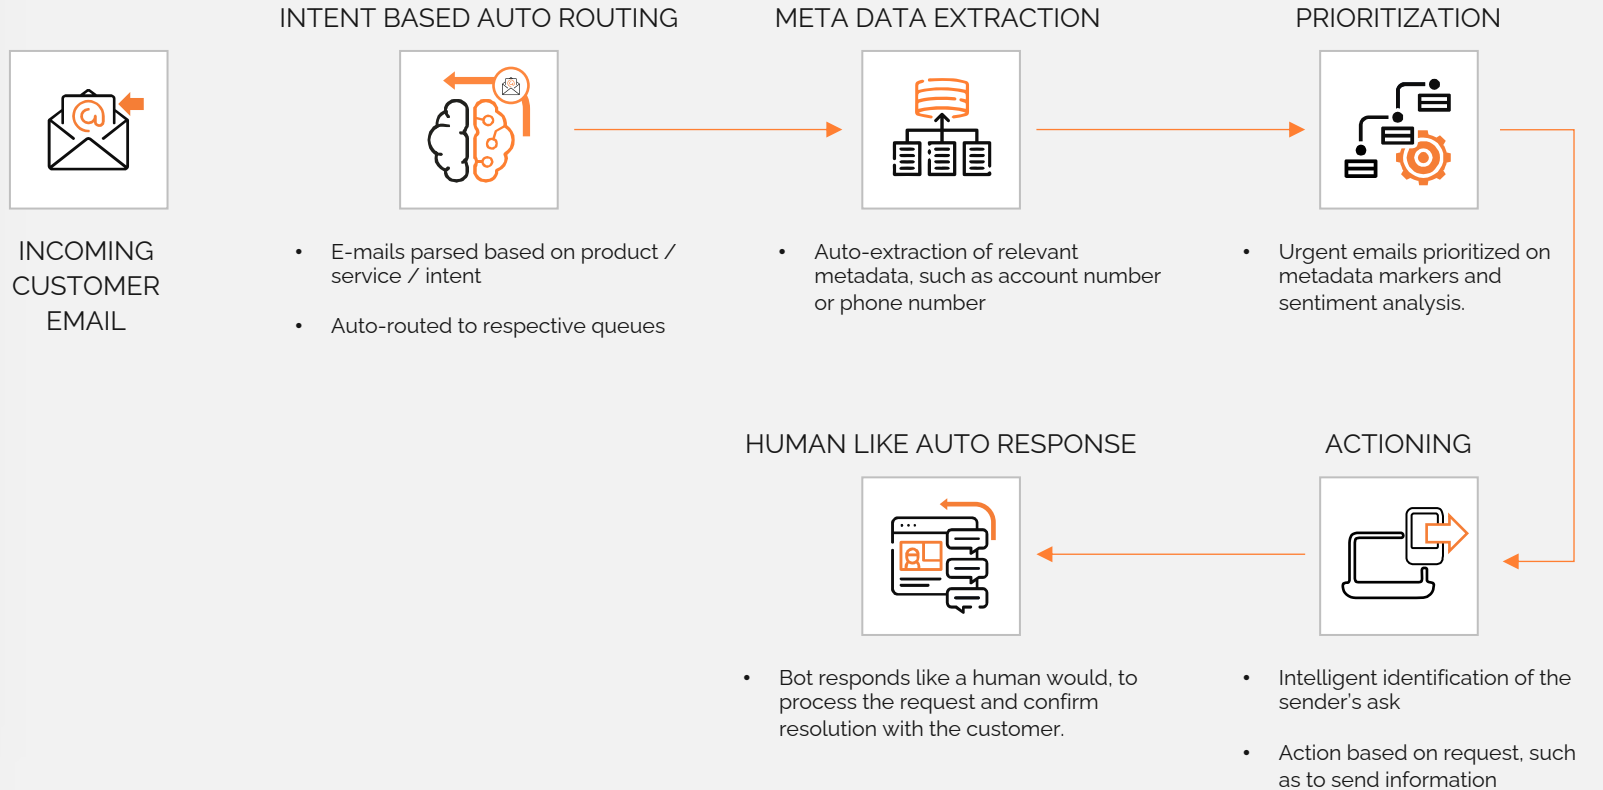 INTENT BASED AUTO ROUTING
META DATA EXTRACTION
PRIORITIZATION
INCOMING
CUSTOMER
EMAIL
• E-mails parsed based on product /
service / intent
• Auto-routed to respective queues
• Auto-extraction of relevant
metadata, such as account number
or phone number
• Urgent emails prioritized on
metadata markers and
sentiment analysis.
HUMAN LIKE AUTO RESPONSE
ACTIONING
• Bot responds like a human would, to
process the request and confirm
resolution with the customer.
• Intelligent identification of the
sender’s ask
• Action based on request, such
as to send information